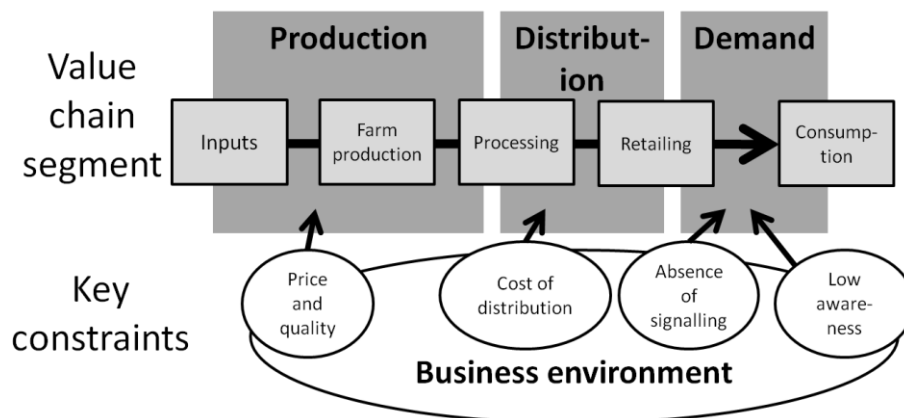 Production
Distribut-
ion
Demand
Value
chain
segment
Inputs
Farm
production
Processing
Retailing
Consump-
tion
Key
constraints
Price
and
quality
Cost of
distribution
Absence
of
signalling
Low
aware-
ness
Business environment